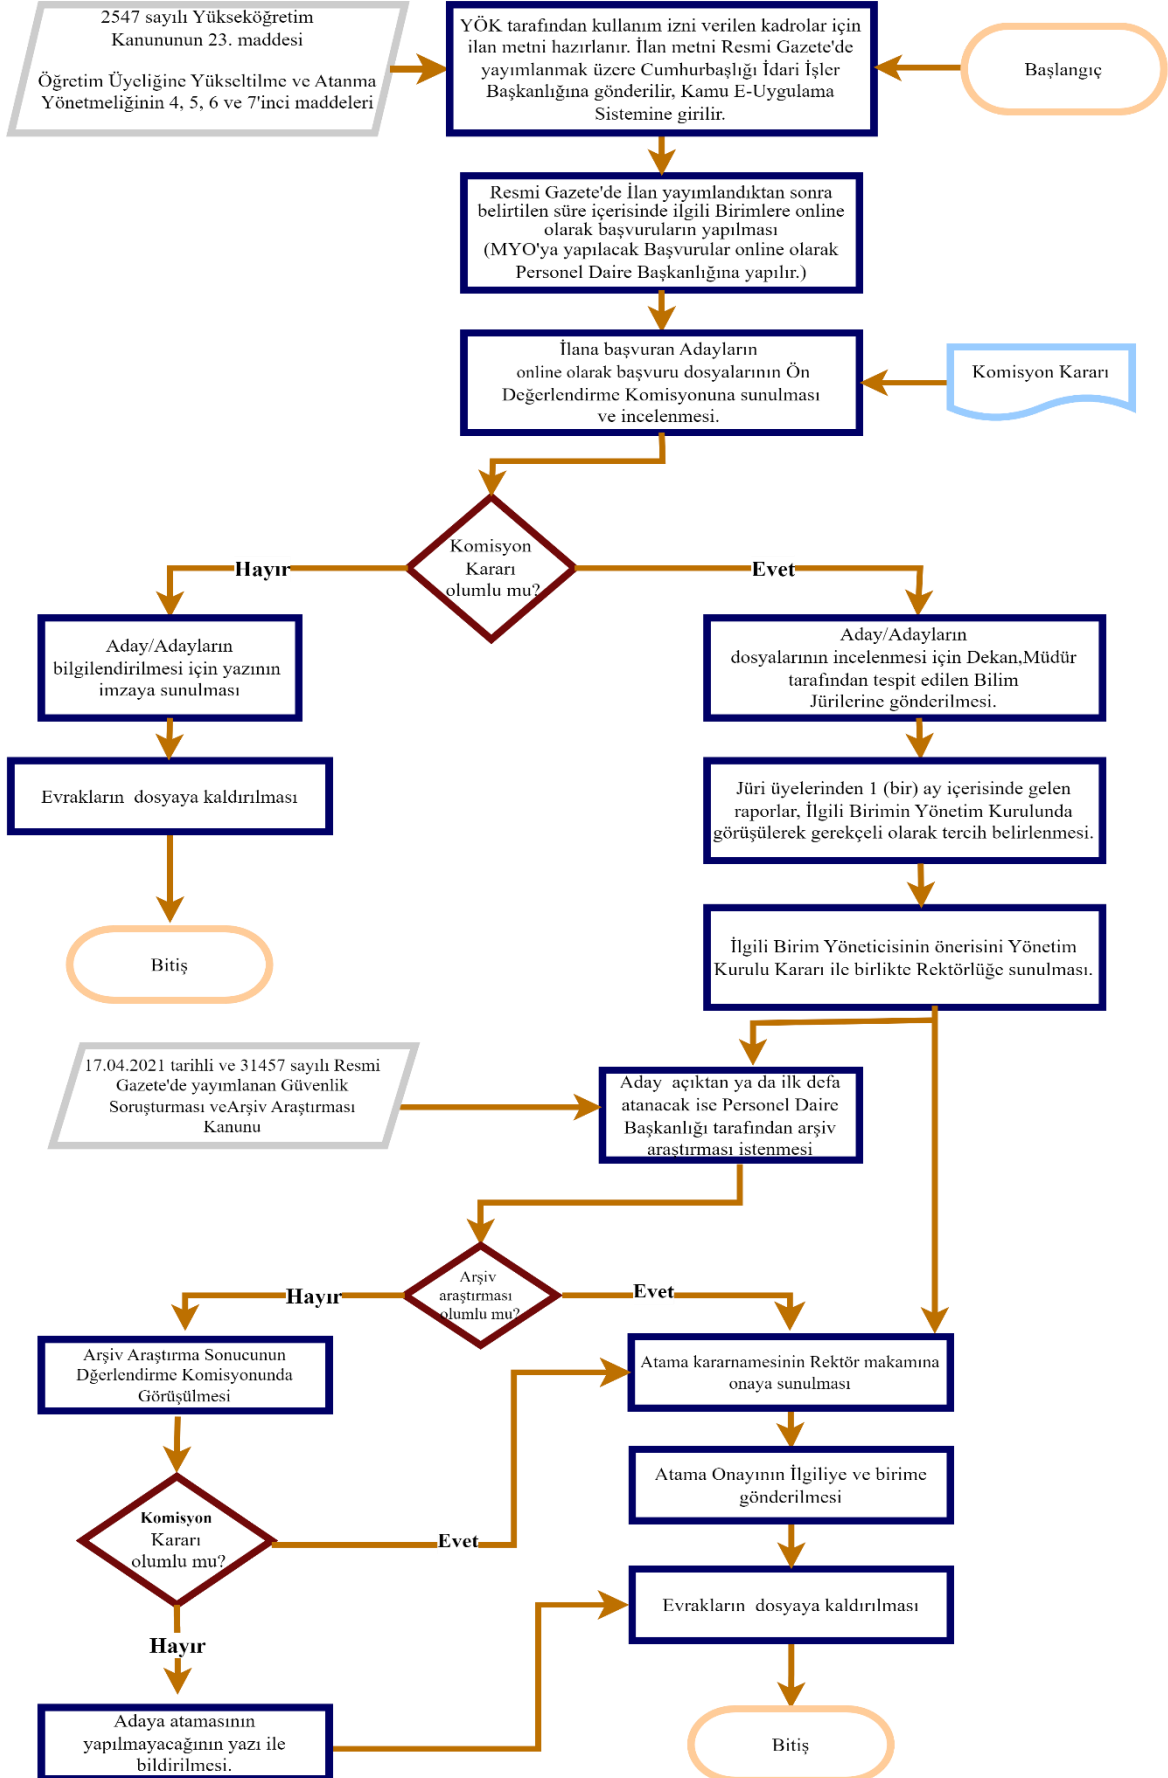 2547 sayılı Yükseköğretim
Kanununun 23. maddesi
Öğretim Üyeliğine Yükseltilme ve Atanma
Yönetmeliğinin 4, 5, 6 ve 7'inci maddeleri
YÖK tarafından kullanım izni verilen kadrolar için
ilan metni hazırlanır. İlan metni Resmi Gazete'de
yayımlanmak üzere Cumhurbaşlığı İdari İşler
Başkanlığına gönderilir, Kamu E-Uygulama
Sistemine girilir.
Başlangıç
Resmi Gazete'de İlan yayımlandıktan sonra
belirtilen süre içerisinde ilgili Birimlere online
olarak başvuruların yapılması
(MYO'ya yapılacak Başvurular online olarak
Personel Daire Başkanlığına yapılır.)
İlana başvuran Adayların
online olarak başvuru dosyalarının Ön
Değerlendirme Komisyonuna sunulması
ve incelenmesi.
Komisyon Kararı
Komisyon
Kararı
olumlu mu?
Hayır
Evet
Aday/Adayların
bilgilendirilmesi için yazının
imzaya sunulması
Aday/Adayların
dosyalarının incelenmesi için Dekan,Müdür
tarafından tespit edilen Bilim
Jürilerine gönderilmesi.
Evrakların  dosyaya kaldırılması
Jüri üyelerinden 1 (bir) ay içerisinde gelen
raporlar, İlgili Birimin Yönetim Kurulunda
görüşülerek gerekçeli olarak tercih belirlenmesi.
Bitiş
İlgili Birim Yöneticisinin önerisini Yönetim
Kurulu Kararı ile birlikte Rektörlüğe sunulması.
17.04.2021 tarihli ve 31457 sayılı Resmi
Gazete'de yayımlanan Güvenlik
Soruşturması veArşiv Araştırması
Kanunu
Aday  açıktan ya da ilk defa
atanacak ise Personel Daire
Başkanlığı tarafından arşiv
araştırması istenmesi
Arşiv
araştırması
olumlu mu?
Hayır
Evet
Arşiv Araştırma Sonucunun
Dğerlendirme Komisyonunda
Görüşülmesi
Atama kararnamesinin Rektör makamına
onaya sunulması
Atama Onayının İlgiliye ve birime
gönderilmesi
Komisyon
Kararı
olumlu mu?
Evet
Hayır
Evrakların  dosyaya kaldırılması
Adaya atamasının
yapılmayacağının yazı ile
bildirilmesi.
Bitiş